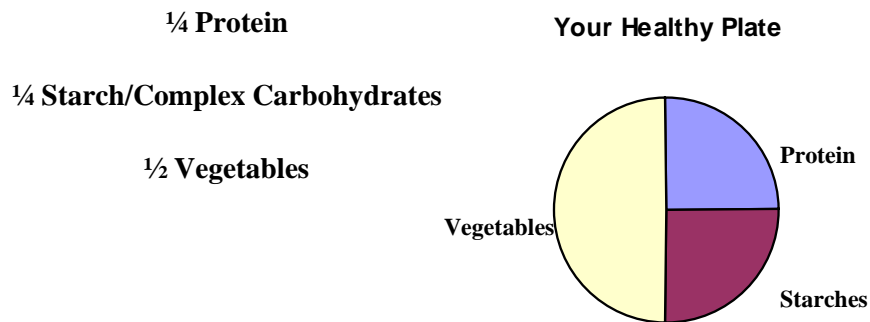 ¼ Protein
¼ Starch/Complex Carbohydrates
½ Vegetables
Your Healthy Plate
Protein
Vegetables
Starches